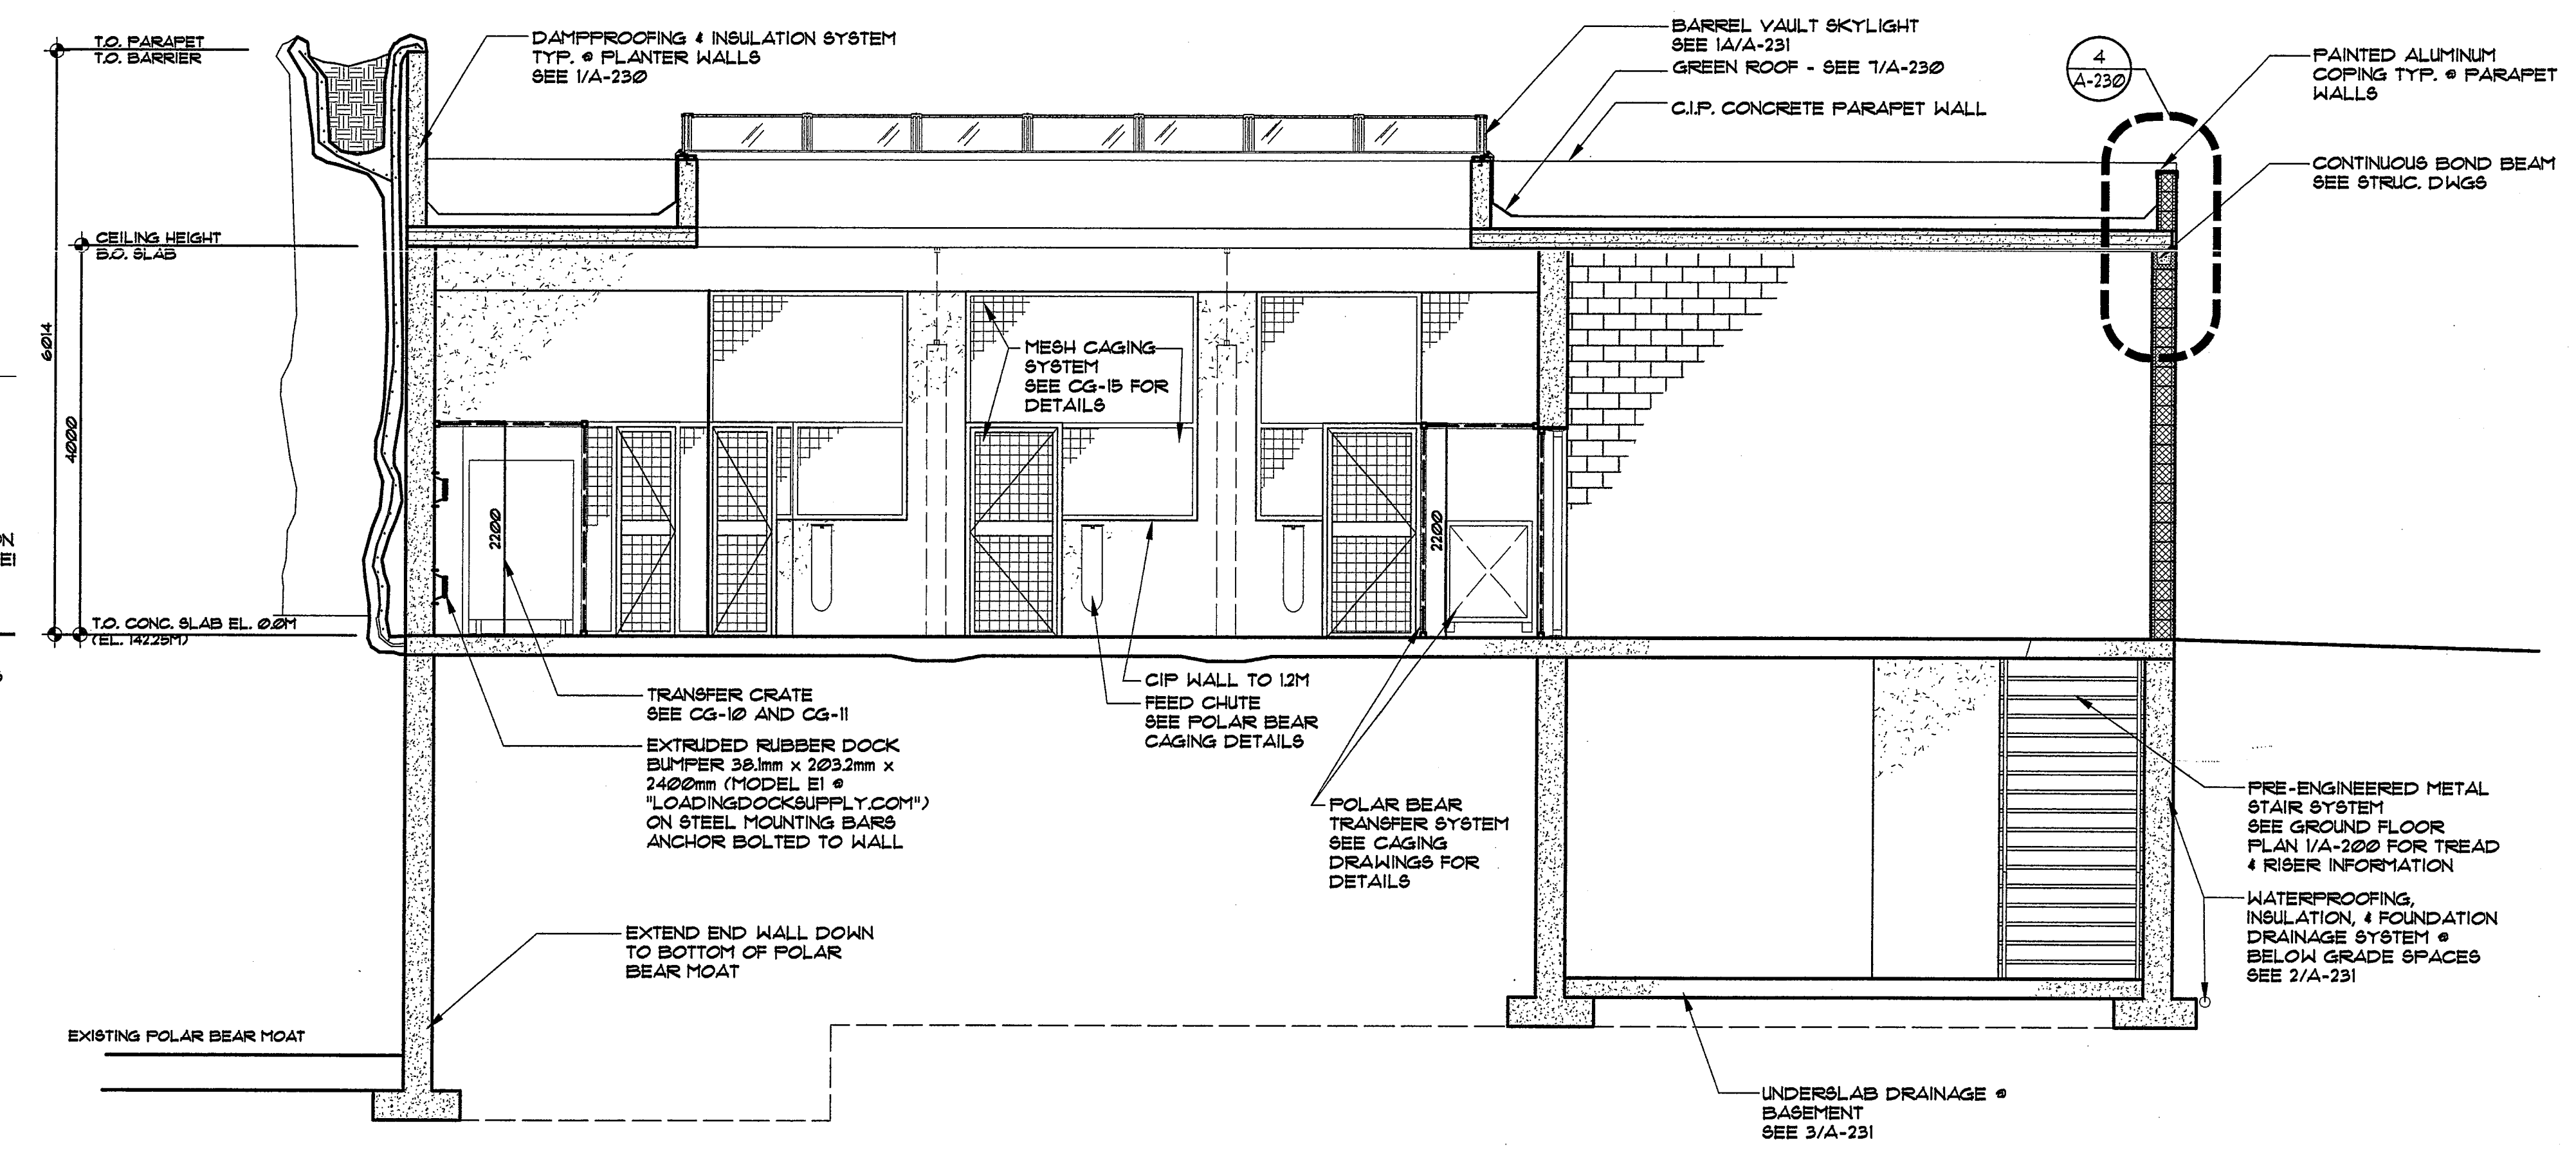 T.O. PARAPET
T.O. BARRIER
DAMPPROOFING & INSULATION SYSTEM
TYP. @ PLANTER WALLS
SEE 1/A-230
BARREL VAULT SKYLIGHT
SEE 1A/A-231
GREEN ROOF - SEE 7/A-230
C.I.P. CONCRETE PARAPET WALL
4
A-230
PAINTED ALUMINUM
COPING TYP. @ PARAPET
WALLS
CONTINUOUS BOND BEAM
SEE STRUC. DWGS
CEILING HEIGHT
B.O. SLAB
6014
4000
MESH CAGING
SYSTEM
SEE CG-15 FOR
DETAILS
2200
2200
T.O. CONC. SLAB EL. 0.0M
(EL. 142.25M)
TRANSFER CRATE
SEE CG-10 AND CG-11
EXTRUDED RUBBER DOCK
BUMPER 38.1mm x 203.2mm x
2400mm (MODEL E1 @
"LOADINGDOCKSUPPLY.COM")
ON STEEL MOUNTING BARS
ANCHOR BOLTED TO WALL
CIP WALL TO 1.2M
FEED CHUTE
SEE POLAR BEAR
CAGING DETAILS
POLAR BEAR
TRANSFER SYSTEM
SEE CAGING
DRAWINGS FOR
DETAILS
PRE-ENGINEERED METAL
STAIR SYSTEM
SEE GROUND FLOOR
PLAN 1/A-200 FOR TREAD
& RISER INFORMATION
WATERPROOFING,
INSULATION, & FOUNDATION
DRAINAGE SYSTEM @
BELOW GRADE SPACES
SEE 2/A-231
EXTEND END WALL DOWN
TO BOTTOM OF POLAR
BEAR MOAT
EXISTING POLAR BEAR MOAT
UNDERSLAB DRAINAGE @
BASEMENT
SEE 3/A-231